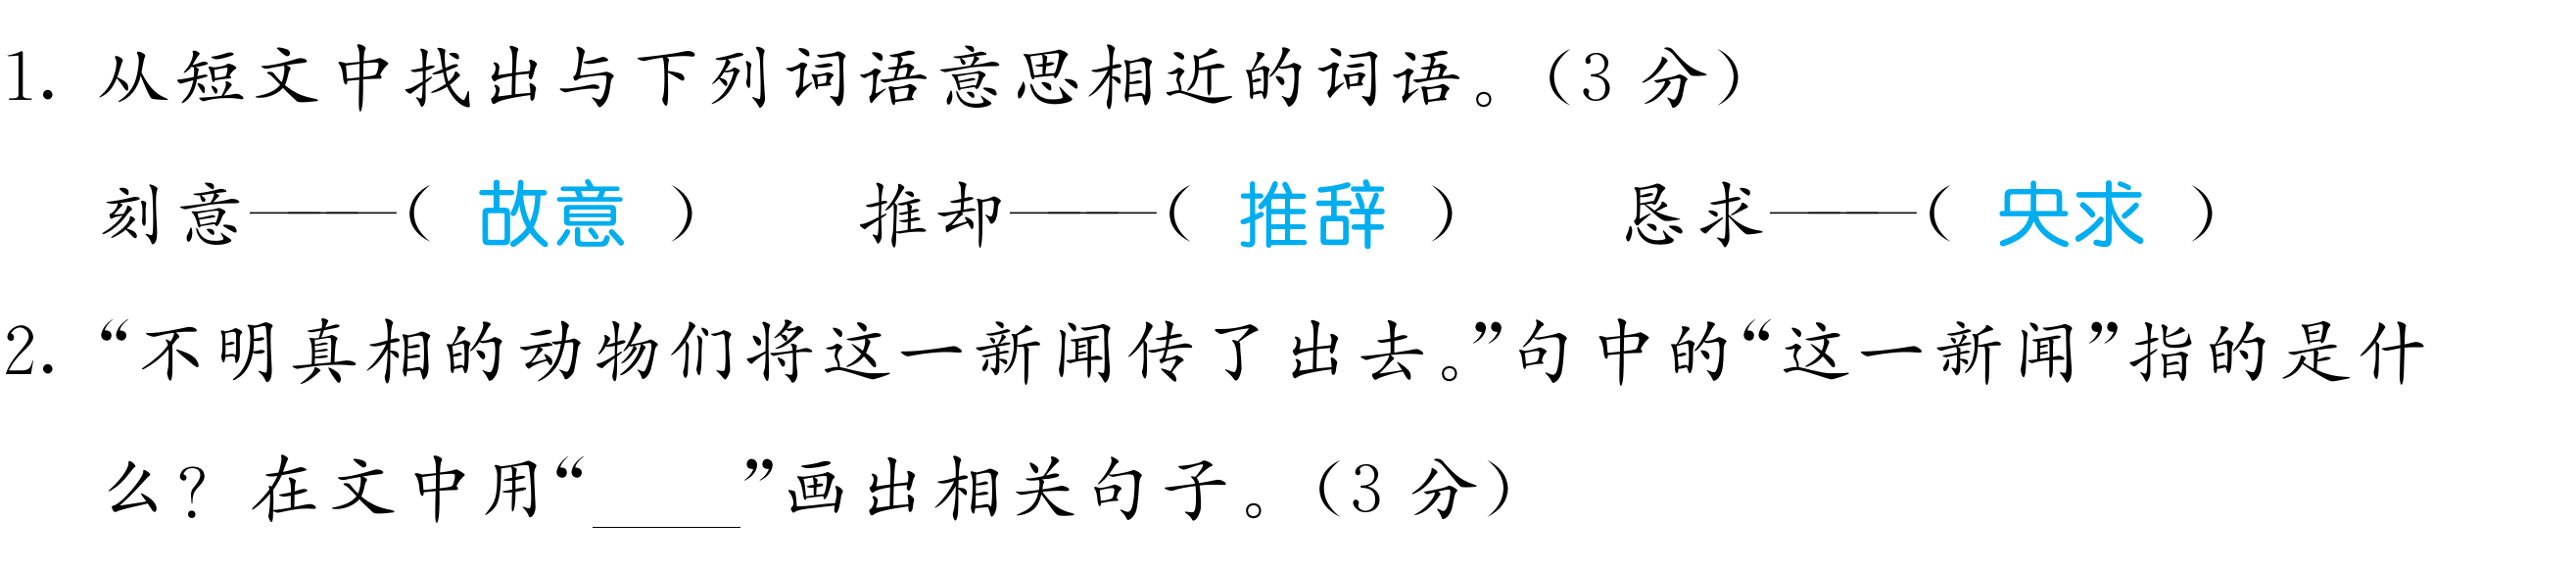 1. 从短文中找出与下列词语意思相近的词语。（3 分）
刻意——（ 故意 ） 推却——（ 推辞 ） 恳求——（ 央求 ）
2. “不明真相的动物们将这一新闻传了出去。”句中的“这一新闻”指的是什
么？在文中用“____”画出相关句子。（3 分）